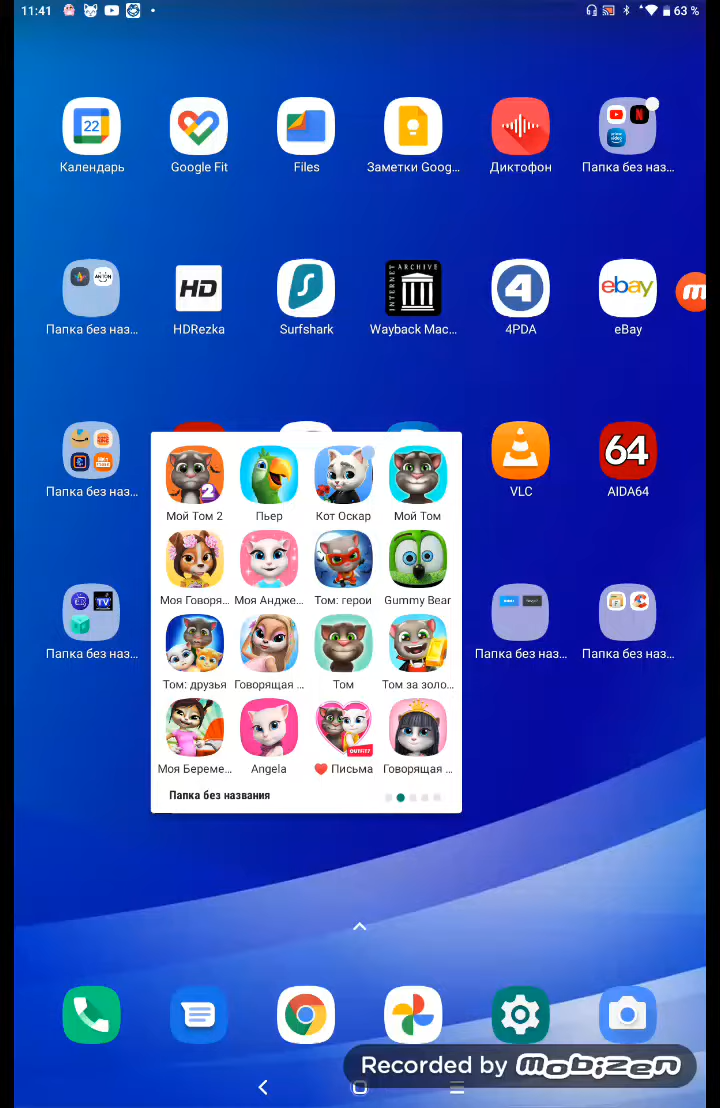 11:41
63 %
22
Календарь
Google Fit
Files
Заметки Goog...
Диктофон
Папка без наз...
HD
INTERNET ARCHIVE
4
ebay
m
Папка без наз...
HDRezka
Surfshark
Wayback Mac...
4PDA
eBay
64
Папка без наз...
VLC
AIDA64
2
Мой Том 2
Пьер
Кот Оскар
Мой Том
Моя Говоря...
Моя Андже...
Том: герои
Gummy Bear
TV
Папка без наз...
Папка без наз...
Папка без наз...
Том: друзья
Говорящая ...
Том
Том за золо...
OUTFIT7
Моя Береме...
Angela
❤️ Письма
Говорящая ...
Папка без названия
Recorded by mobizen